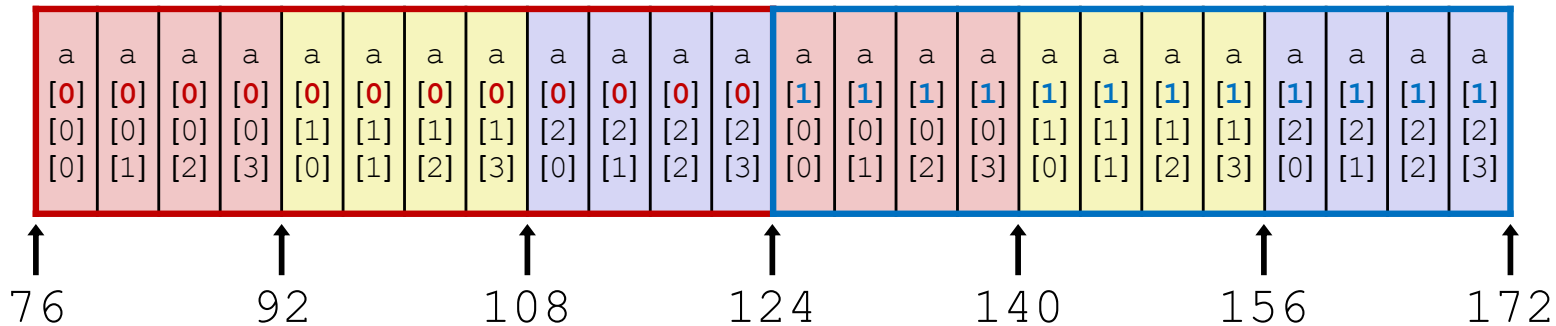 a a a a a a a a a a a a a a a a a a a a a a a a
[0] [0] [0] [0] [0] [0] [0] [0] [0] [0] [0] [0] [1] [1] [1] [1] [1] [1] [1] [1] [1] [1] [1] [1]
[0] [0] [0] [0] [1] [1] [1] [1] [2] [2] [2] [2] [0] [0] [0] [0] [1] [1] [1] [1] [2] [2] [2] [2]
[0] [1] [2] [3] [0] [1] [2] [3] [0] [1] [2] [3] [0] [1] [2] [3] [0] [1] [2] [3] [0] [1] [2] [3]
76 92 108 124 140 156 172